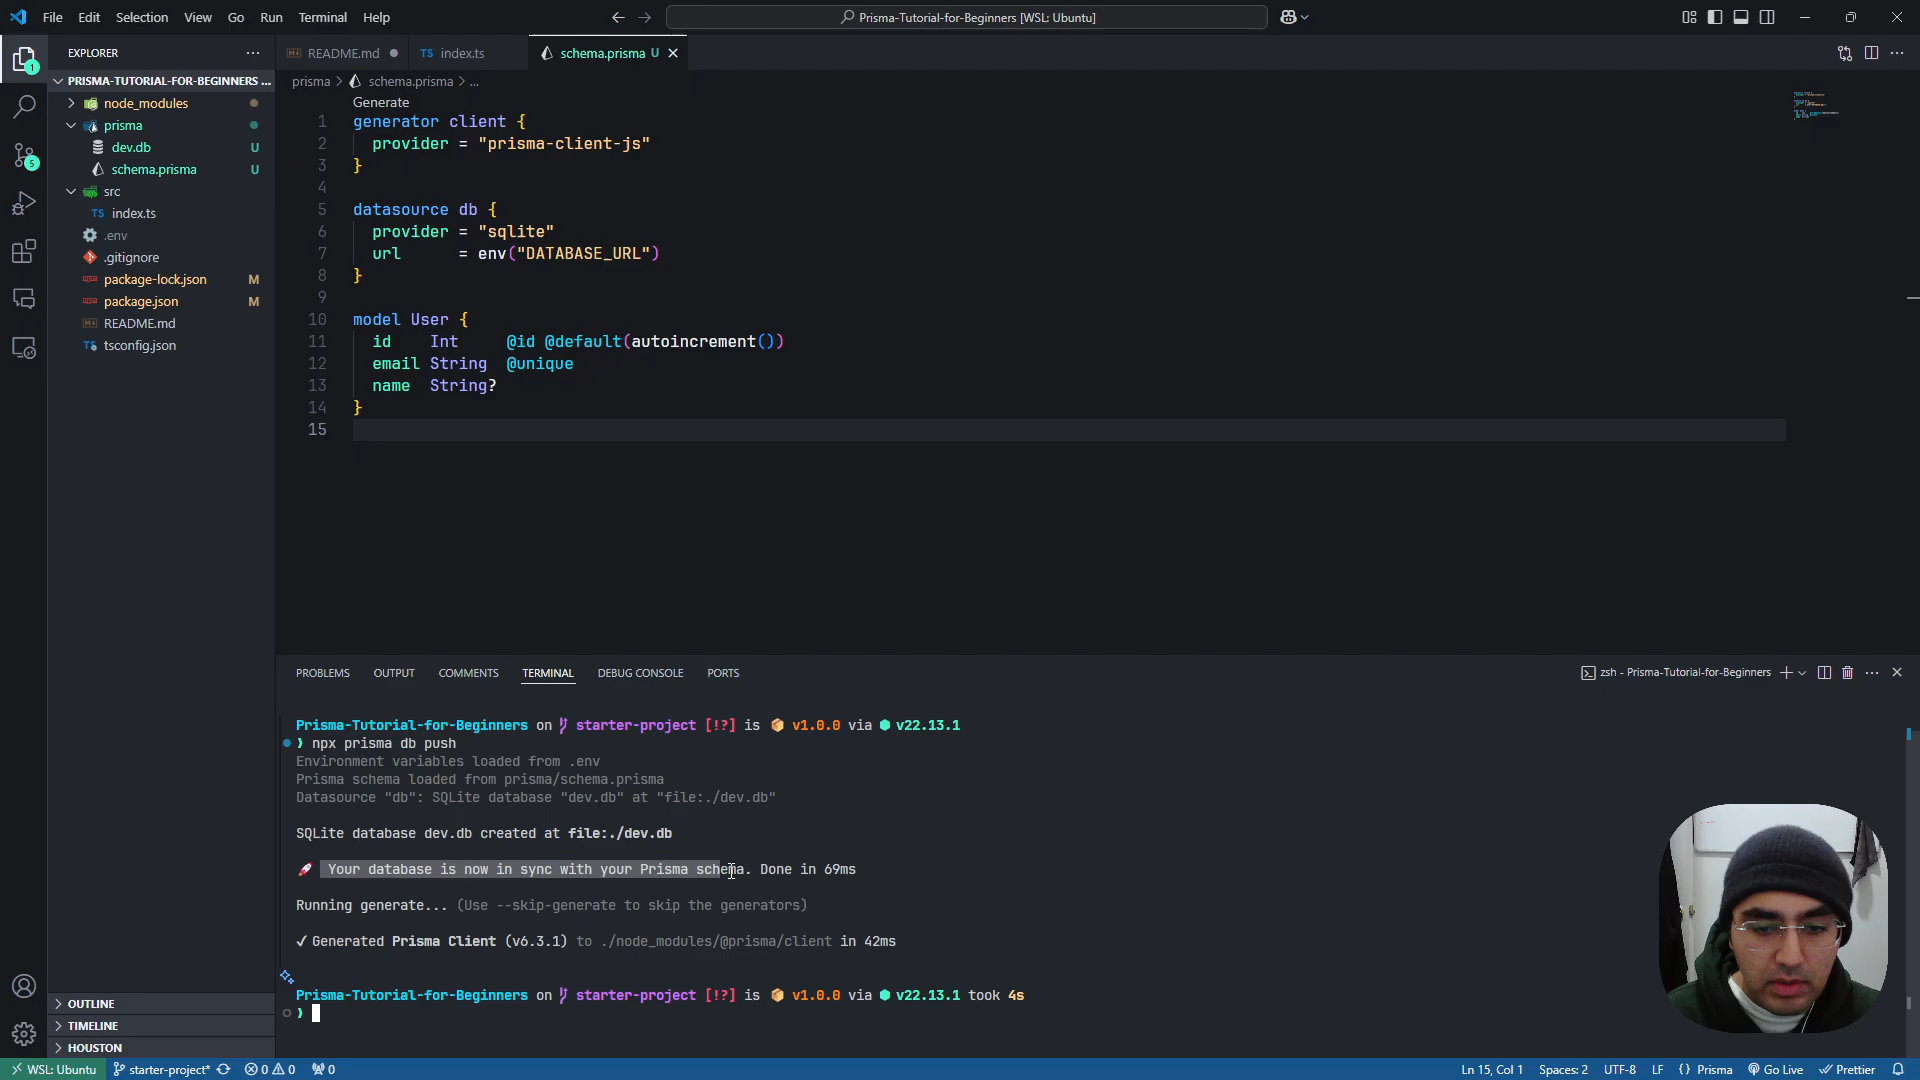 File Edit Selection View Go Run Terminal Help
Prisma-Tutorial-for-Beginners [WSL: Ubuntu]
EXPLORER
README.md
TS index.ts
schema.prisma U
PRISMA-TUTORIAL-FOR-BEGINNERS ...
prisma > schema.prisma > ...
node_modules
prisma
dev.db U
schema.prisma U
src
TS index.ts
.env
.gitignore
package-lock.json M
package.json M
README.md
TS tsconfig.json
1
5
Generate
1 generator client {
2 provider = "prisma-client-js"
3 }
4
5 datasource db {
6 provider = "sqlite"
7 url = env("DATABASE_URL")
8 }
9
10 model User {
11 id Int @id @default(autoincrement())
12 email String @unique
13 name String?
14 }
15
PROBLEMS OUTPUT COMMENTS TERMINAL DEBUG CONSOLE PORTS
zsh - Prisma-Tutorial-for-Beginners
Prisma-Tutorial-for-Beginners on starter-project [!?] is v1.0.0 via v22.13.1
❯ npx prisma db push
Environment variables loaded from .env
Prisma schema loaded from prisma/schema.prisma
Datasource "db": SQLite database "dev.db" at "file:./dev.db"
SQLite database dev.db created at file:./dev.db
🚀 Your database is now in sync with your Prisma schema. Done in 69ms
Running generate... (Use --skip-generate to skip the generators)
✓ Generated Prisma Client (v6.3.1) to ./node_modules/@prisma/client in 42ms
Prisma-Tutorial-for-Beginners on starter-project [!?] is v1.0.0 via v22.13.1 took 4s
❯
OUTLINE
TIMELINE
HOUSTON
WSL: Ubuntu starter-project* 0 0 0
Ln 15, Col 1 Spaces: 2 UTF-8 LF {} Prisma Go Live Prettier